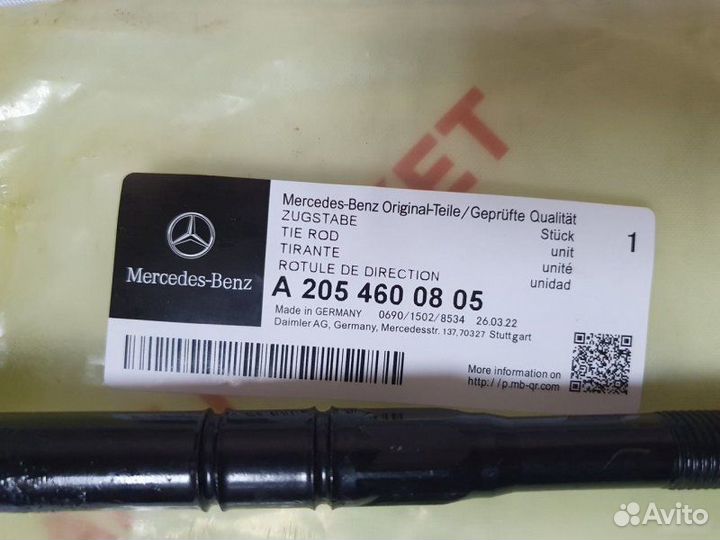 Mercedes-Benz
Mercedes-Benz Original-Teile/Geprüfte Qualität
ZUGSTABE
TIE ROD
TIRANTE
ROTULE DE DIRECTION
Stück
unit
unité
unidad
1
A 205 460 08 05
Made in GERMANY 0690/1502/8534 26.03.22
Daimler AG, Germany, Mercedesstr. 137,70327 Stuttgart
More information on
http://p.mb-qr.com
Avito